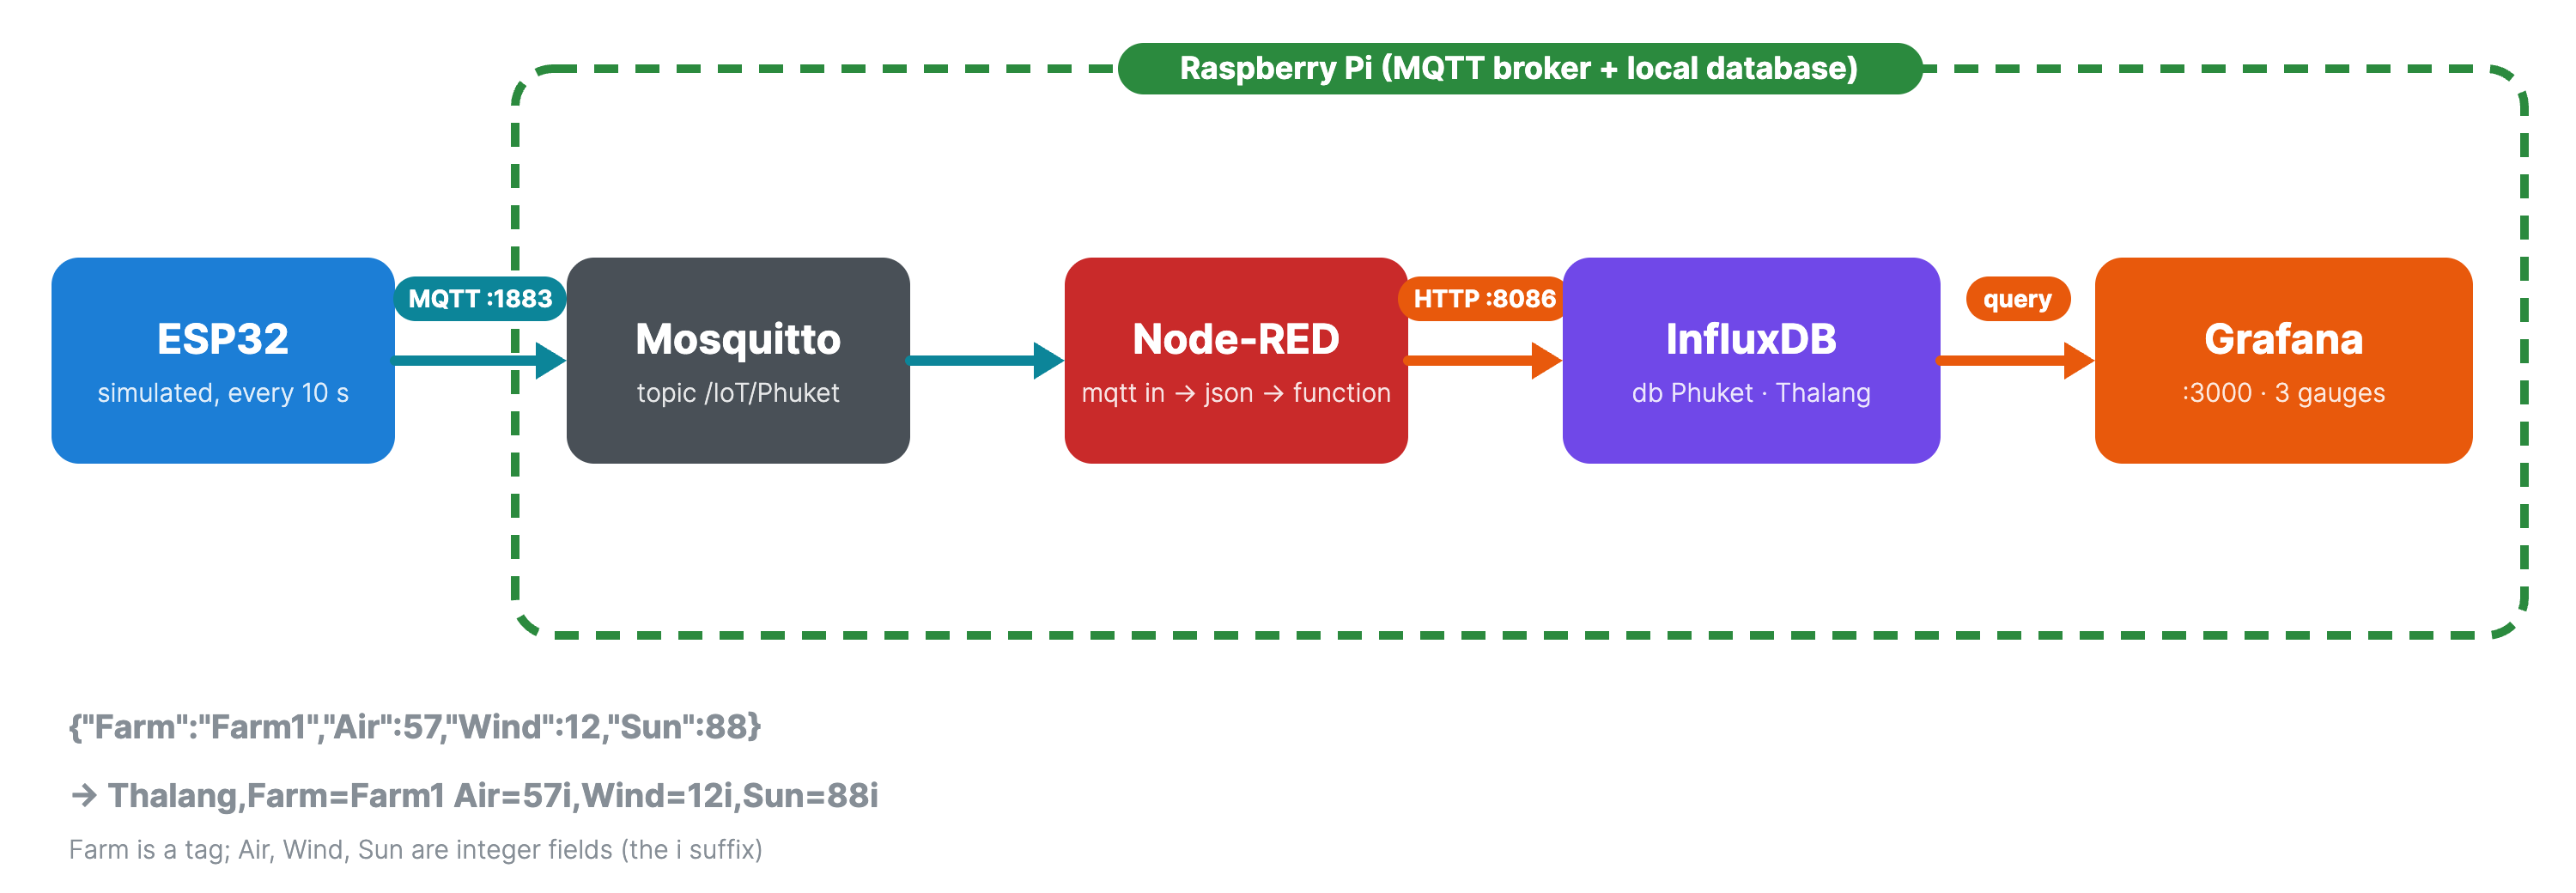 Raspberry Pi (MQTT broker + local database)
ESP32
simulated, every 10 s
MQTT :1883
Mosquitto
topic /IoT/Phuket
Node-RED
mqtt in → json → function
HTTP :8086
InfluxDB
db Phuket · Thalang
query
Grafana
:3000 · 3 gauges
{"Farm":"Farm1","Air":57,"Wind":12,"Sun":88}
→ Thalang,Farm=Farm1 Air=57i,Wind=12i,Sun=88i
Farm is a tag; Air, Wind, Sun are integer fields (the i suffix)